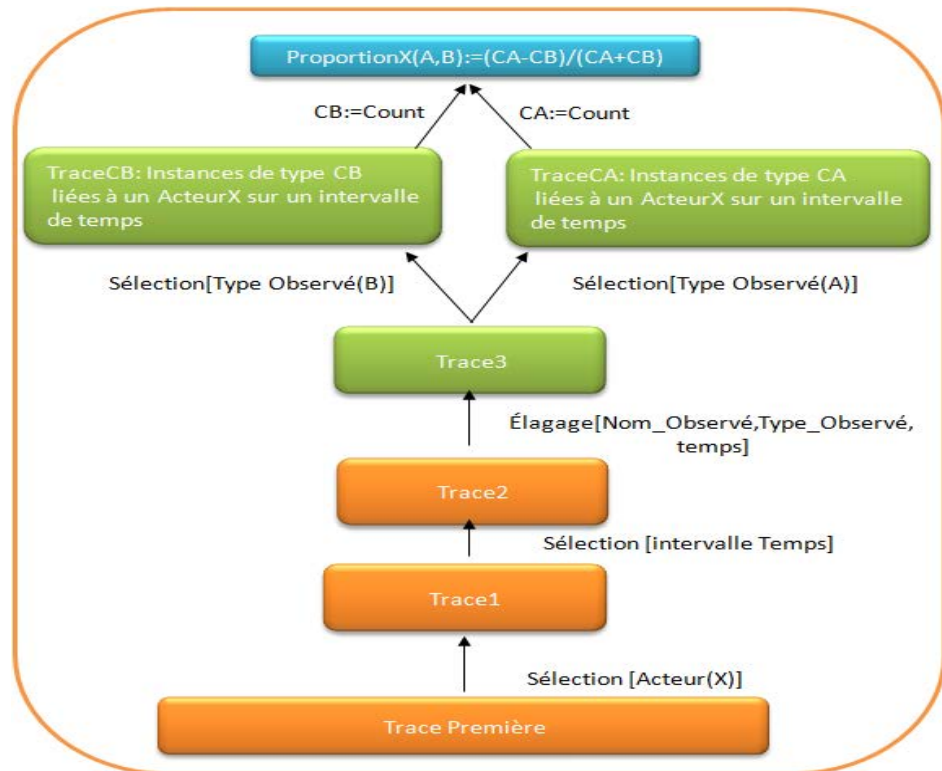 ProportionX(A,B):=(CA-CB)/(CA+CB)
CB:=Count
CA:=Count
TraceCB: Instances de type CB
liées à un ActeurX sur un intervalle
de temps
TraceCA: Instances de type CA
liées à un ActeurX sur un intervalle
de temps
Sélection[Type Observé(B)]
Sélection[Type Observé(A)]
Trace3
Élagage[Nom_Observé,Type_Observé,
temps]
Trace2
Sélection [intervalle Temps]
Trace1
Sélection [Acteur(X)]
Trace Première